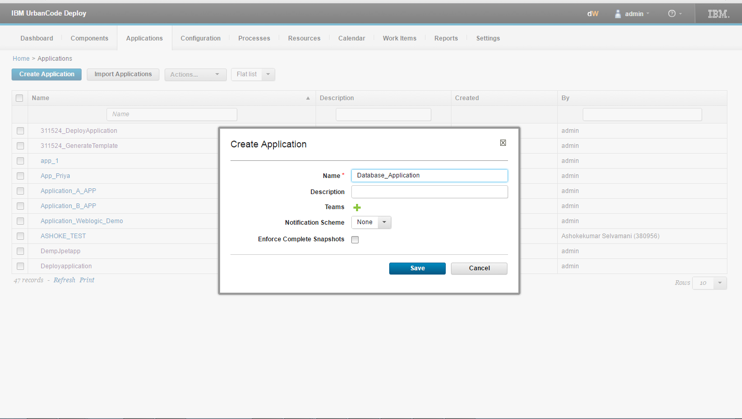 IBM UrbanCode Deploy
dW admin IBM.
Dashboard Components Applications Configuration Processes Resources Calendar Work Items Reports Settings
Home > Applications
Create Application Import Applications Actions... Flat list
Name Description Created By
Name
311524_DeployApplication admin
311524_GenerateTemplate admin
app_1 admin
App_Priya admin
Application_A_APP admin
Application_B_APP admin
Application_Weblogic_Demo admin
ASHOKE_TEST Ashokekumar Selvamani (380956)
DempJpetapp admin
Deployapplication admin
47 records - Refresh Print
Rows 10
Create Application
Name * Database_Application
Description
Teams
Notification Scheme None
Enforce Complete Snapshots
Save Cancel